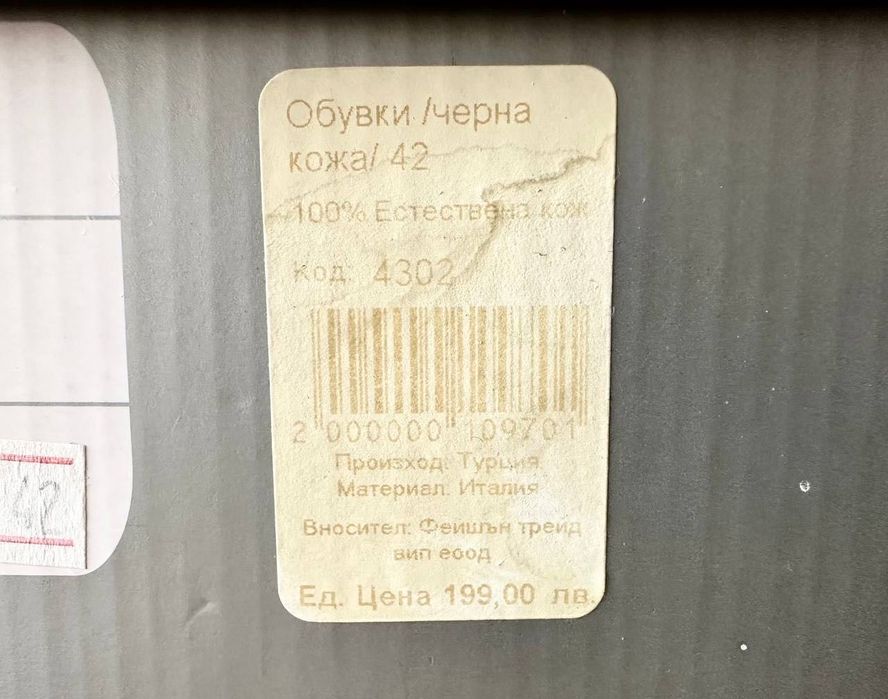 Обувки /черна
кожа/ 42
100% Естествена кож
Код: 4302
2 000000 109701
Произход: Турция
Материал: Италия
Вносител: Фейшън трейд
вип еоод
Ед. Цена 199,00 лв.
42